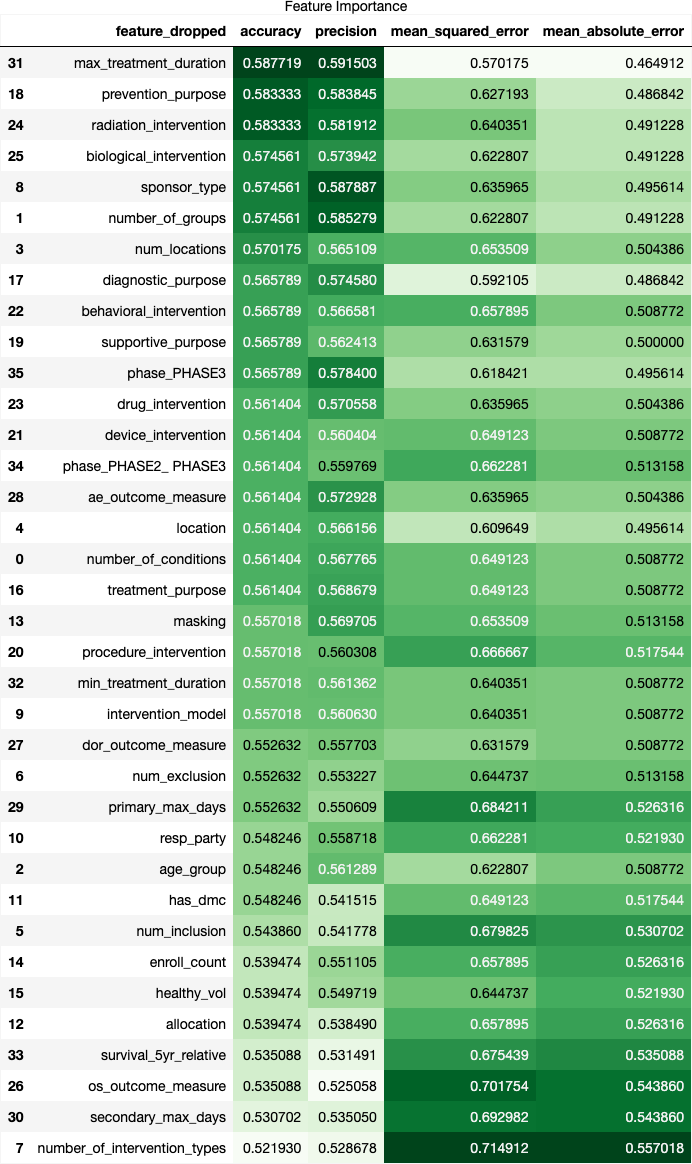 Feature Importance
feature_dropped accuracy precision mean_squared_error mean_absolute_error
31 max_treatment_duration 0.587719 0.591503 0.570175 0.464912
18 prevention_purpose 0.583333 0.583845 0.627193 0.486842
24 radiation_intervention 0.583333 0.581912 0.640351 0.491228
25 biological_intervention 0.574561 0.573942 0.622807 0.491228
8 sponsor_type 0.574561 0.587887 0.635965 0.495614
1 number_of_groups 0.574561 0.585279 0.622807 0.491228
3 num_locations 0.570175 0.565109 0.653509 0.504386
17 diagnostic_purpose 0.565789 0.574580 0.592105 0.486842
22 behavioral_intervention 0.565789 0.566581 0.657895 0.508772
19 supportive_purpose 0.565789 0.562413 0.631579 0.500000
35 phase_PHASE3 0.565789 0.578400 0.618421 0.495614
23 drug_intervention 0.561404 0.570558 0.635965 0.504386
21 device_intervention 0.561404 0.560404 0.649123 0.508772
34 phase_PHASE2_ PHASE3 0.561404 0.559769 0.662281 0.513158
28 ae_outcome_measure 0.561404 0.572928 0.635965 0.504386
4 location 0.561404 0.566156 0.609649 0.495614
0 number_of_conditions 0.561404 0.567765 0.649123 0.508772
16 treatment_purpose 0.561404 0.568679 0.649123 0.508772
13 masking 0.557018 0.569705 0.653509 0.513158
20 procedure_intervention 0.557018 0.560308 0.666667 0.517544
32 min_treatment_duration 0.557018 0.561362 0.640351 0.508772
9 intervention_model 0.557018 0.560630 0.640351 0.508772
27 dor_outcome_measure 0.552632 0.557703 0.631579 0.508772
6 num_exclusion 0.552632 0.553227 0.644737 0.513158
29 primary_max_days 0.552632 0.550609 0.684211 0.526316
10 resp_party 0.548246 0.558718 0.662281 0.521930
2 age_group 0.548246 0.561289 0.622807 0.508772
11 has_dmc 0.548246 0.541515 0.649123 0.517544
5 num_inclusion 0.543860 0.541778 0.679825 0.530702
14 enroll_count 0.539474 0.551105 0.657895 0.526316
15 healthy_vol 0.539474 0.549719 0.644737 0.521930
12 allocation 0.539474 0.538490 0.657895 0.526316
33 survival_5yr_relative 0.535088 0.531491 0.675439 0.535088
26 os_outcome_measure 0.535088 0.525058 0.701754 0.543860
30 secondary_max_days 0.530702 0.535050 0.692982 0.543860
7 number_of_intervention_types 0.521930 0.528678 0.714912 0.557018